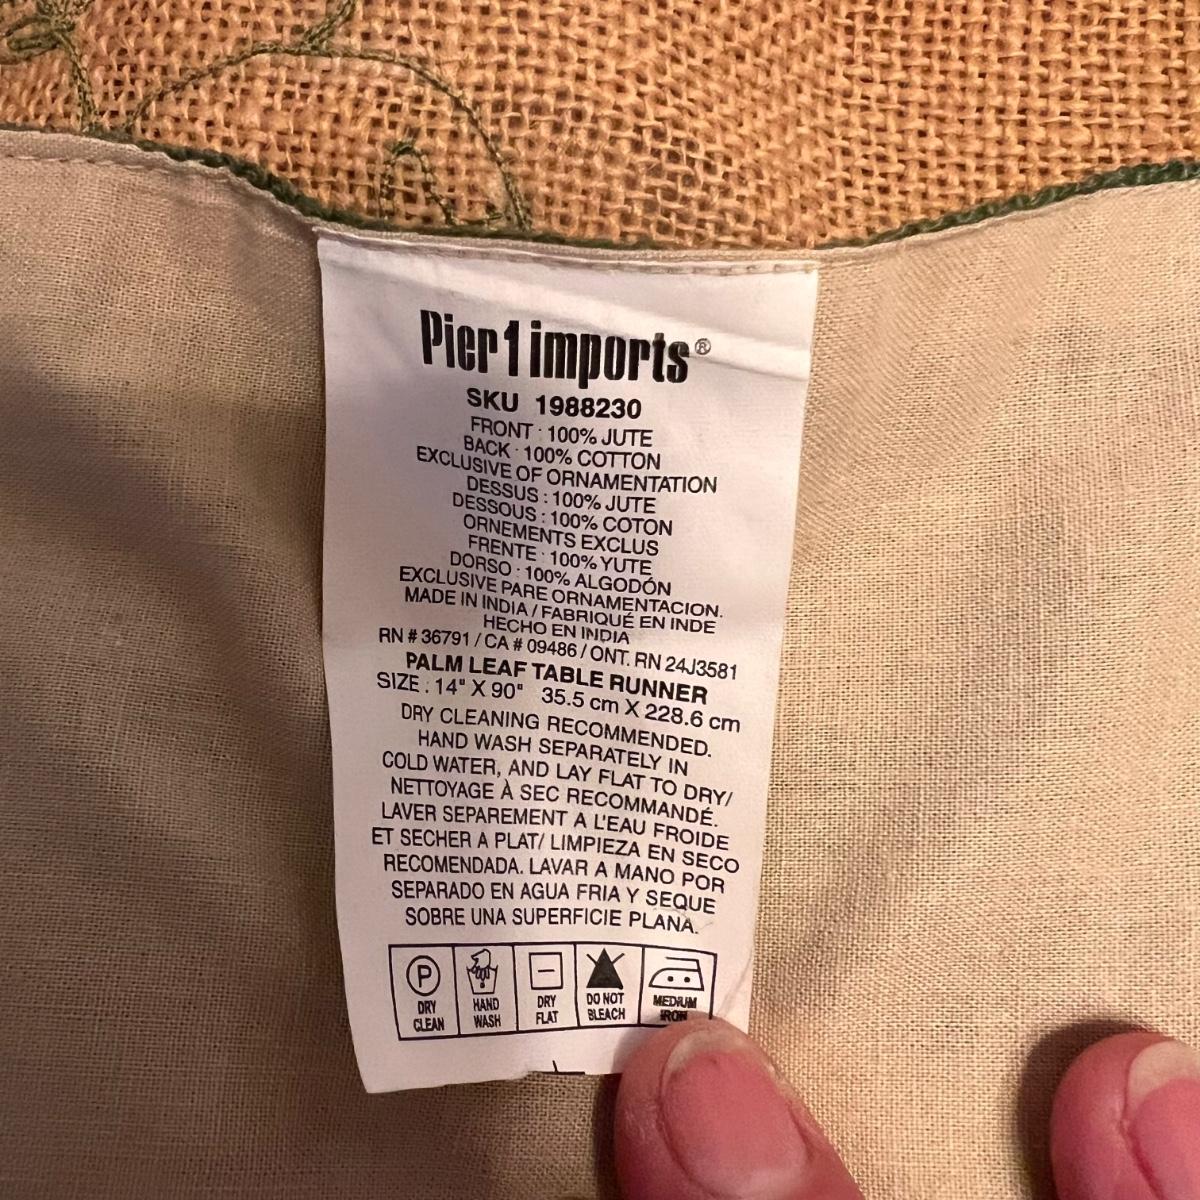 Pier 1 imports®
SKU 1988230
FRONT : 100% JUTE
BACK : 100% COTTON
EXCLUSIVE OF ORNAMENTATION
DESSUS : 100% JUTE
DESSOUS : 100% COTON
ORNEMENTS EXCLUS
FRENTE : 100% YUTE
DORSO : 100% ALGODÓN
EXCLUSIVE PARE ORNAMENTACION.
MADE IN INDIA / FABRIQUÉ EN INDE
HECHO EN INDIA
RN # 36791 / CA # 09486 / ONT. RN 24J3581
PALM LEAF TABLE RUNNER
SIZE : 14" X 90" 35.5 cm X 228.6 cm
DRY CLEANING RECOMMENDED.
HAND WASH SEPARATELY IN
COLD WATER, AND LAY FLAT TO DRY/
NETTOYAGE À SEC RECOMMANDÉ.
LAVER SEPAREMENT A L'EAU FROIDE
ET SECHER A PLAT/ LIMPIEZA EN SECO
RECOMENDADA. LAVAR A MANO POR
SEPARADO EN AGUA FRIA Y SEQUE
SOBRE UNA SUPERFICIE PLANA.
P
DRY CLEAN
HAND WASH
DRY FLAT
DO NOT BLEACH
MEDIUM IRON